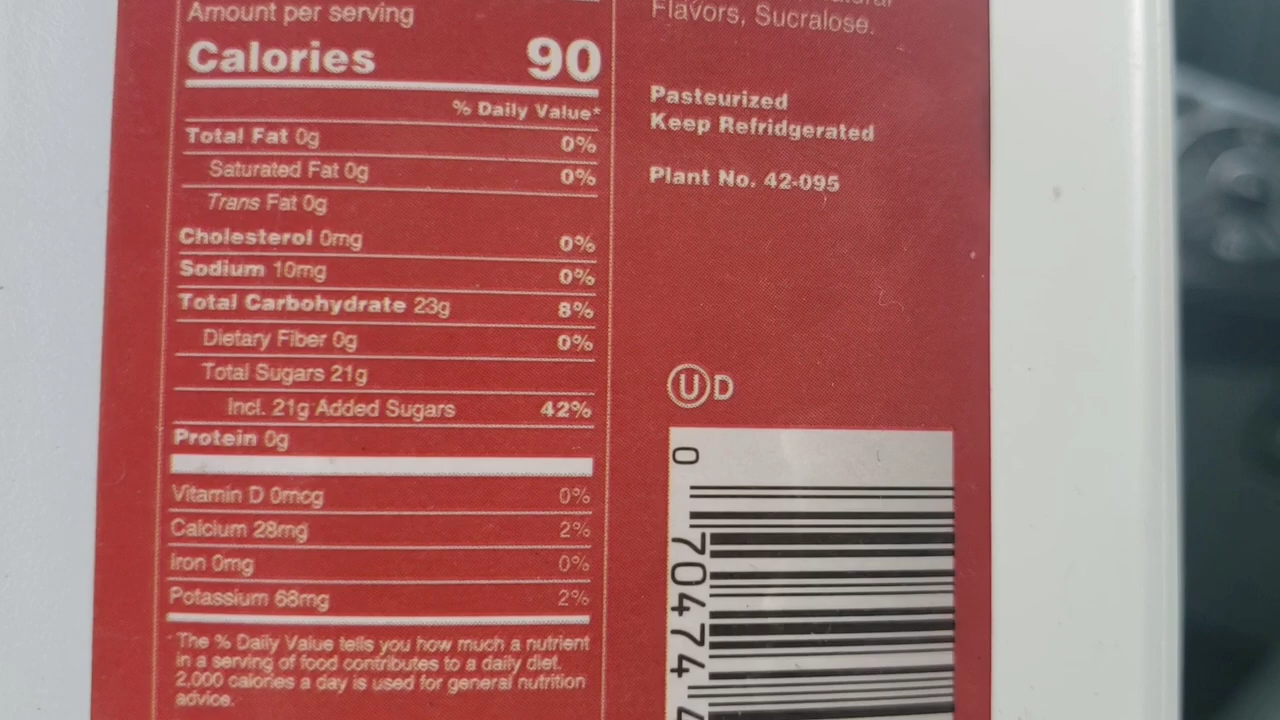 Amount per serving
Calories 90
% Daily Value*
Total Fat 0g 0%
Saturated Fat 0g 0%
Trans Fat 0g
Cholesterol 0mg 0%
Sodium 10mg 0%
Total Carbohydrate 23g 8%
Dietary Fiber 0g 0%
Total Sugars 21g
Incl. 21g Added Sugars 42%
Protein 0g
Vitamin D 0mcg 0%
Calcium 28mg 2%
Iron 0mg 0%
Potassium 68mg 2%
*The % Daily Value tells you how much a nutrient
in a serving of food contributes to a daily diet.
2,000 calories a day is used for general nutrition
advice.
Flavors, Sucralose.
Pasteurized
Keep Refridgerated
Plant No. 42-095
U D
0 70474